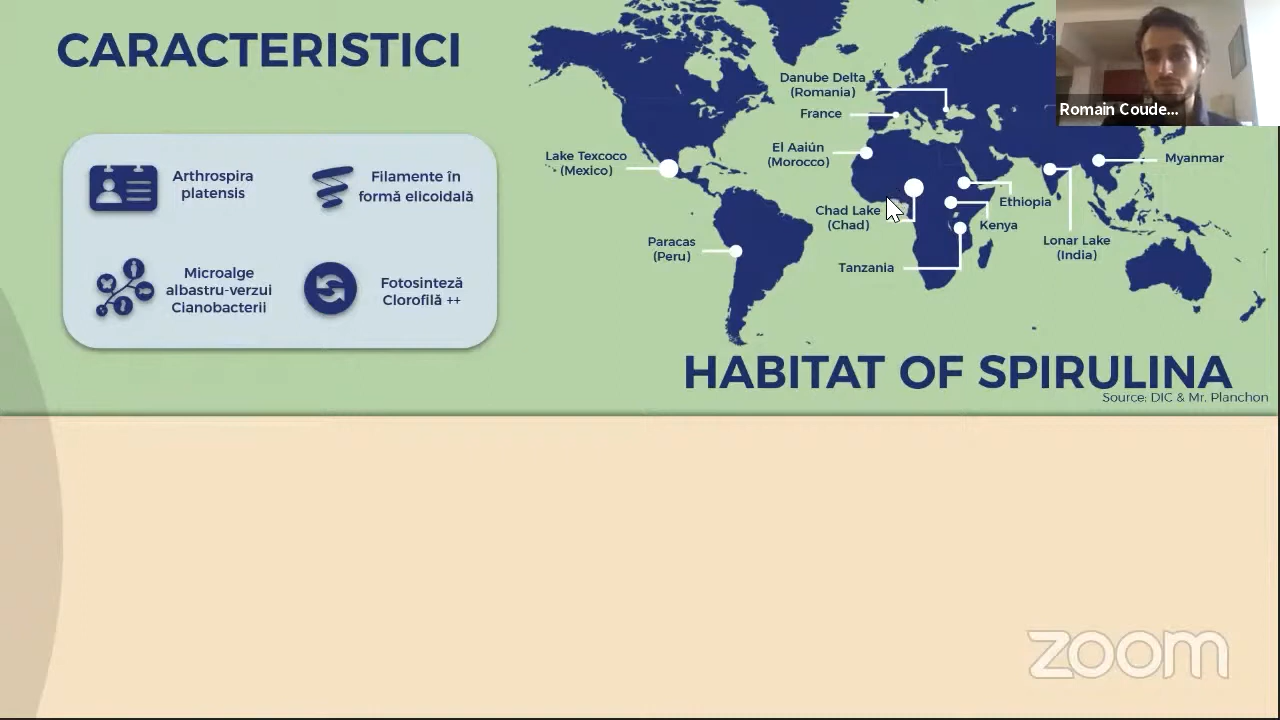 CARACTERISTICI
Arthrospira
platensis
Filamente în
formă elicoidală
Microalge
albastru-verzui
Cianobacterii
Fotosinteză
Clorofilă ++
Danube Delta
(Romania)
France
El Aaiún
(Morocco)
Lake Texcoco
(Mexico)
Chad Lake
(Chad)
Paracas
(Peru)
Tanzania
Ethiopia
Kenya
Lonar Lake
(India)
Myanmar
HABITAT OF SPIRULINA
Source: DIC & Mr. Planchon
Romain Coude...
zoom